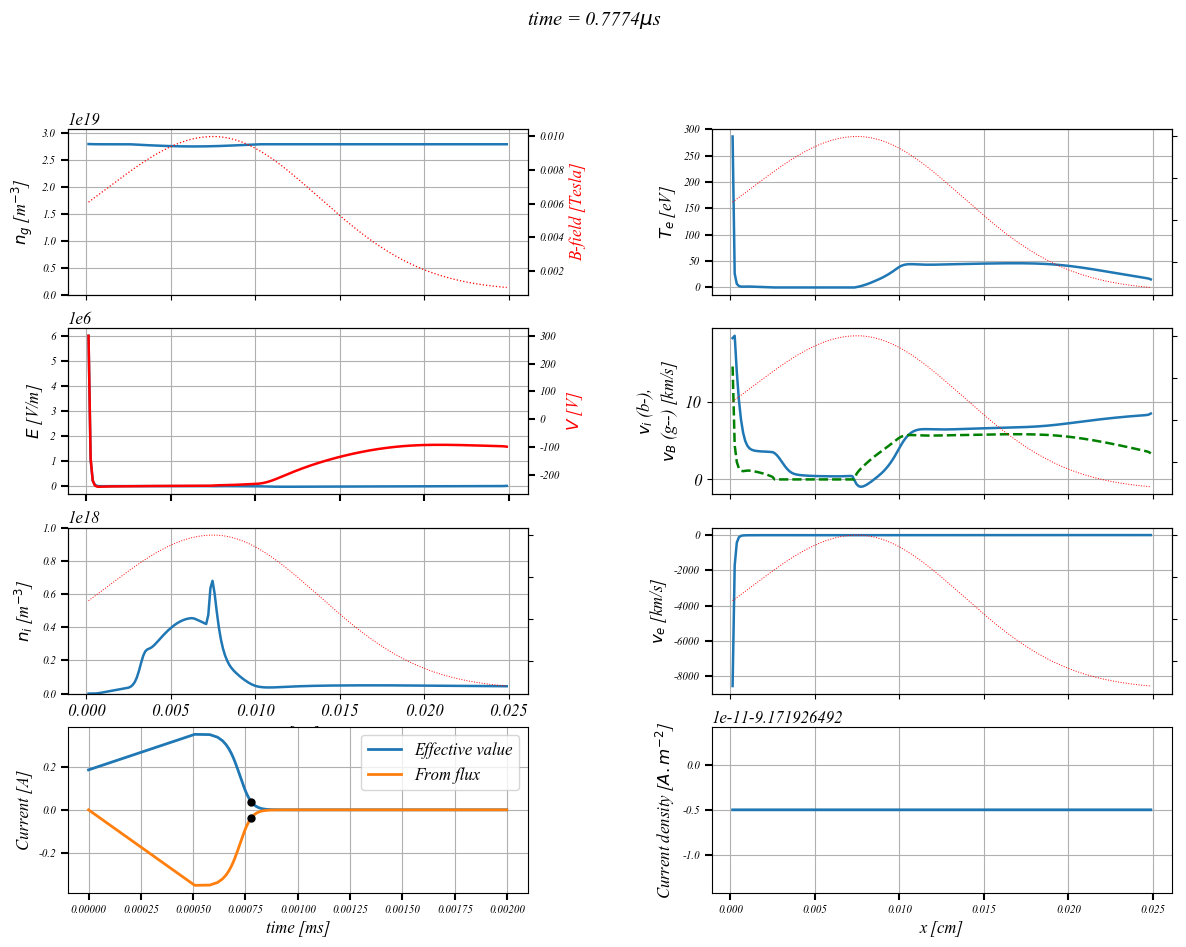 time = 0.7774μs
1e19
3.0
2.5
2.0
1.5
1.0
0.5
0.0
n_g [m⁻³]
0.010
0.008
0.006
0.004
0.002
B-field [Tesla]
300
250
200
150
100
50
0
T_e [eV]
1e6
6
5
4
3
2
1
0
E [V/m]
300
200
100
0
-100
-200
V [V]
10
0
v_i (b-),
v_B (g--) [km/s]
1e18
1.0
0.8
0.6
0.4
0.2
0.0
n_i [m⁻³]
0.000 0.005 0.010 0.015 0.020 0.025
0
-2000
-4000
-6000
-8000
v_e [km/s]
Effective value
From flux
0.2
0.0
-0.2
Current [A]
0.00000 0.00025 0.00050 0.00075 0.00100 0.00125 0.00150 0.00175 0.00200
time [ms]
1e-11-9.171926492
0.0
-0.5
-1.0
Current density [A.m⁻²]
0.000 0.005 0.010 0.015 0.020 0.025
x [cm]